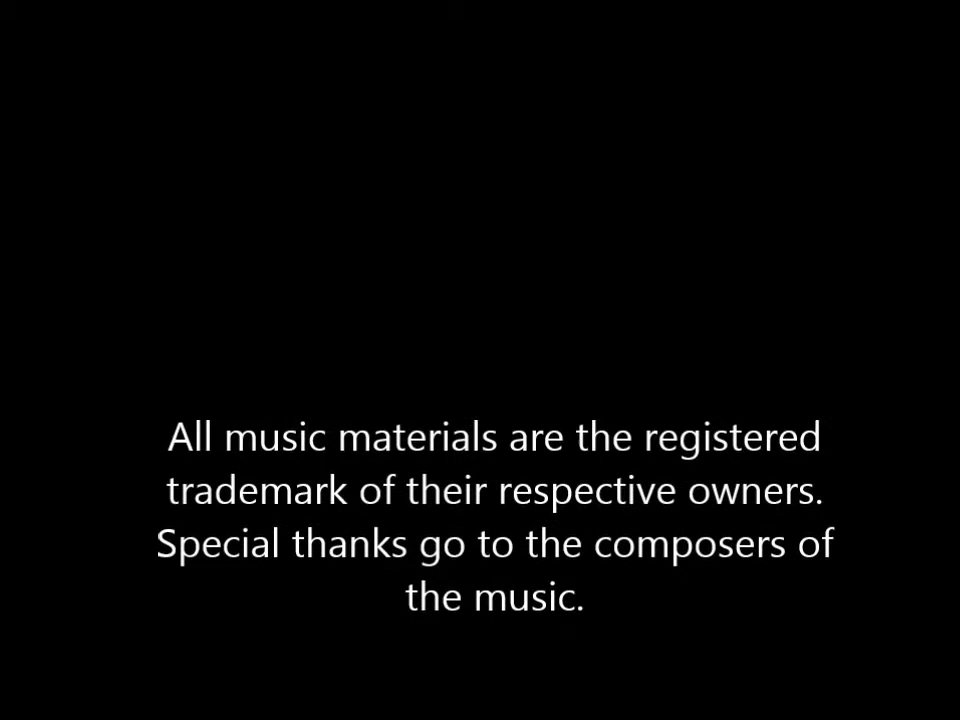 All music materials are the registered
trademark of their respective owners.
Special thanks go to the composers of
the music.